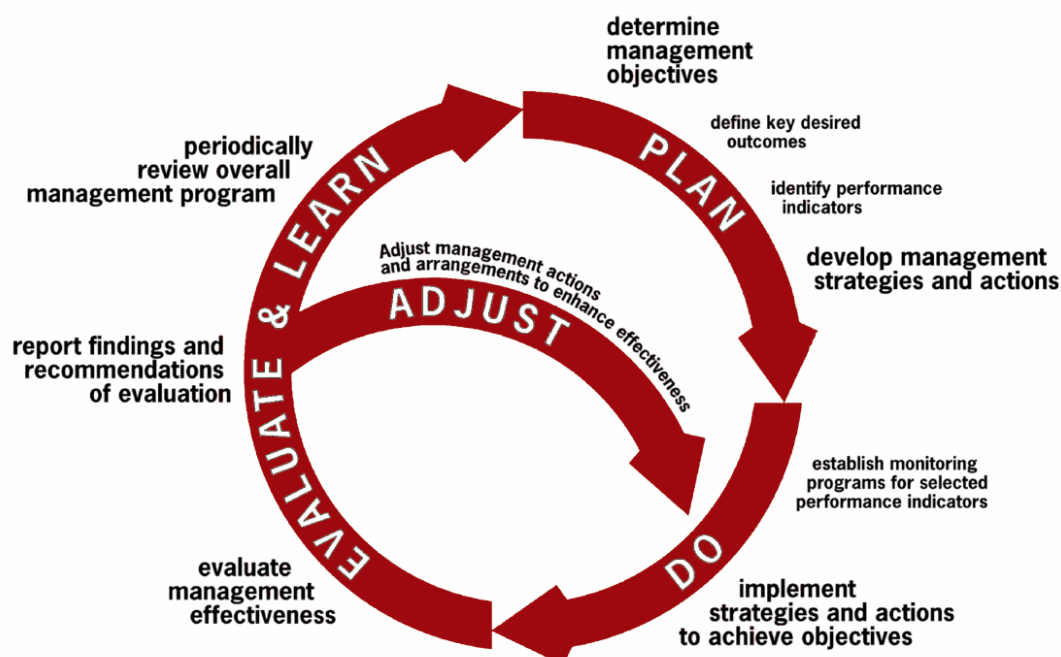 determine
management
objectives
define key desired
outcomes
identify performance
indicators
develop management
strategies and actions
PLAN
establish monitoring
programs for selected
performance indicators
implement
strategies and actions
to achieve objectives
DO
evaluate
management
effectiveness
report findings and
recommendations
of evaluation
periodically
review overall
management program
EVALUATE & LEARN
Adjust management actions
and arrangements to enhance effectiveness
ADJUST